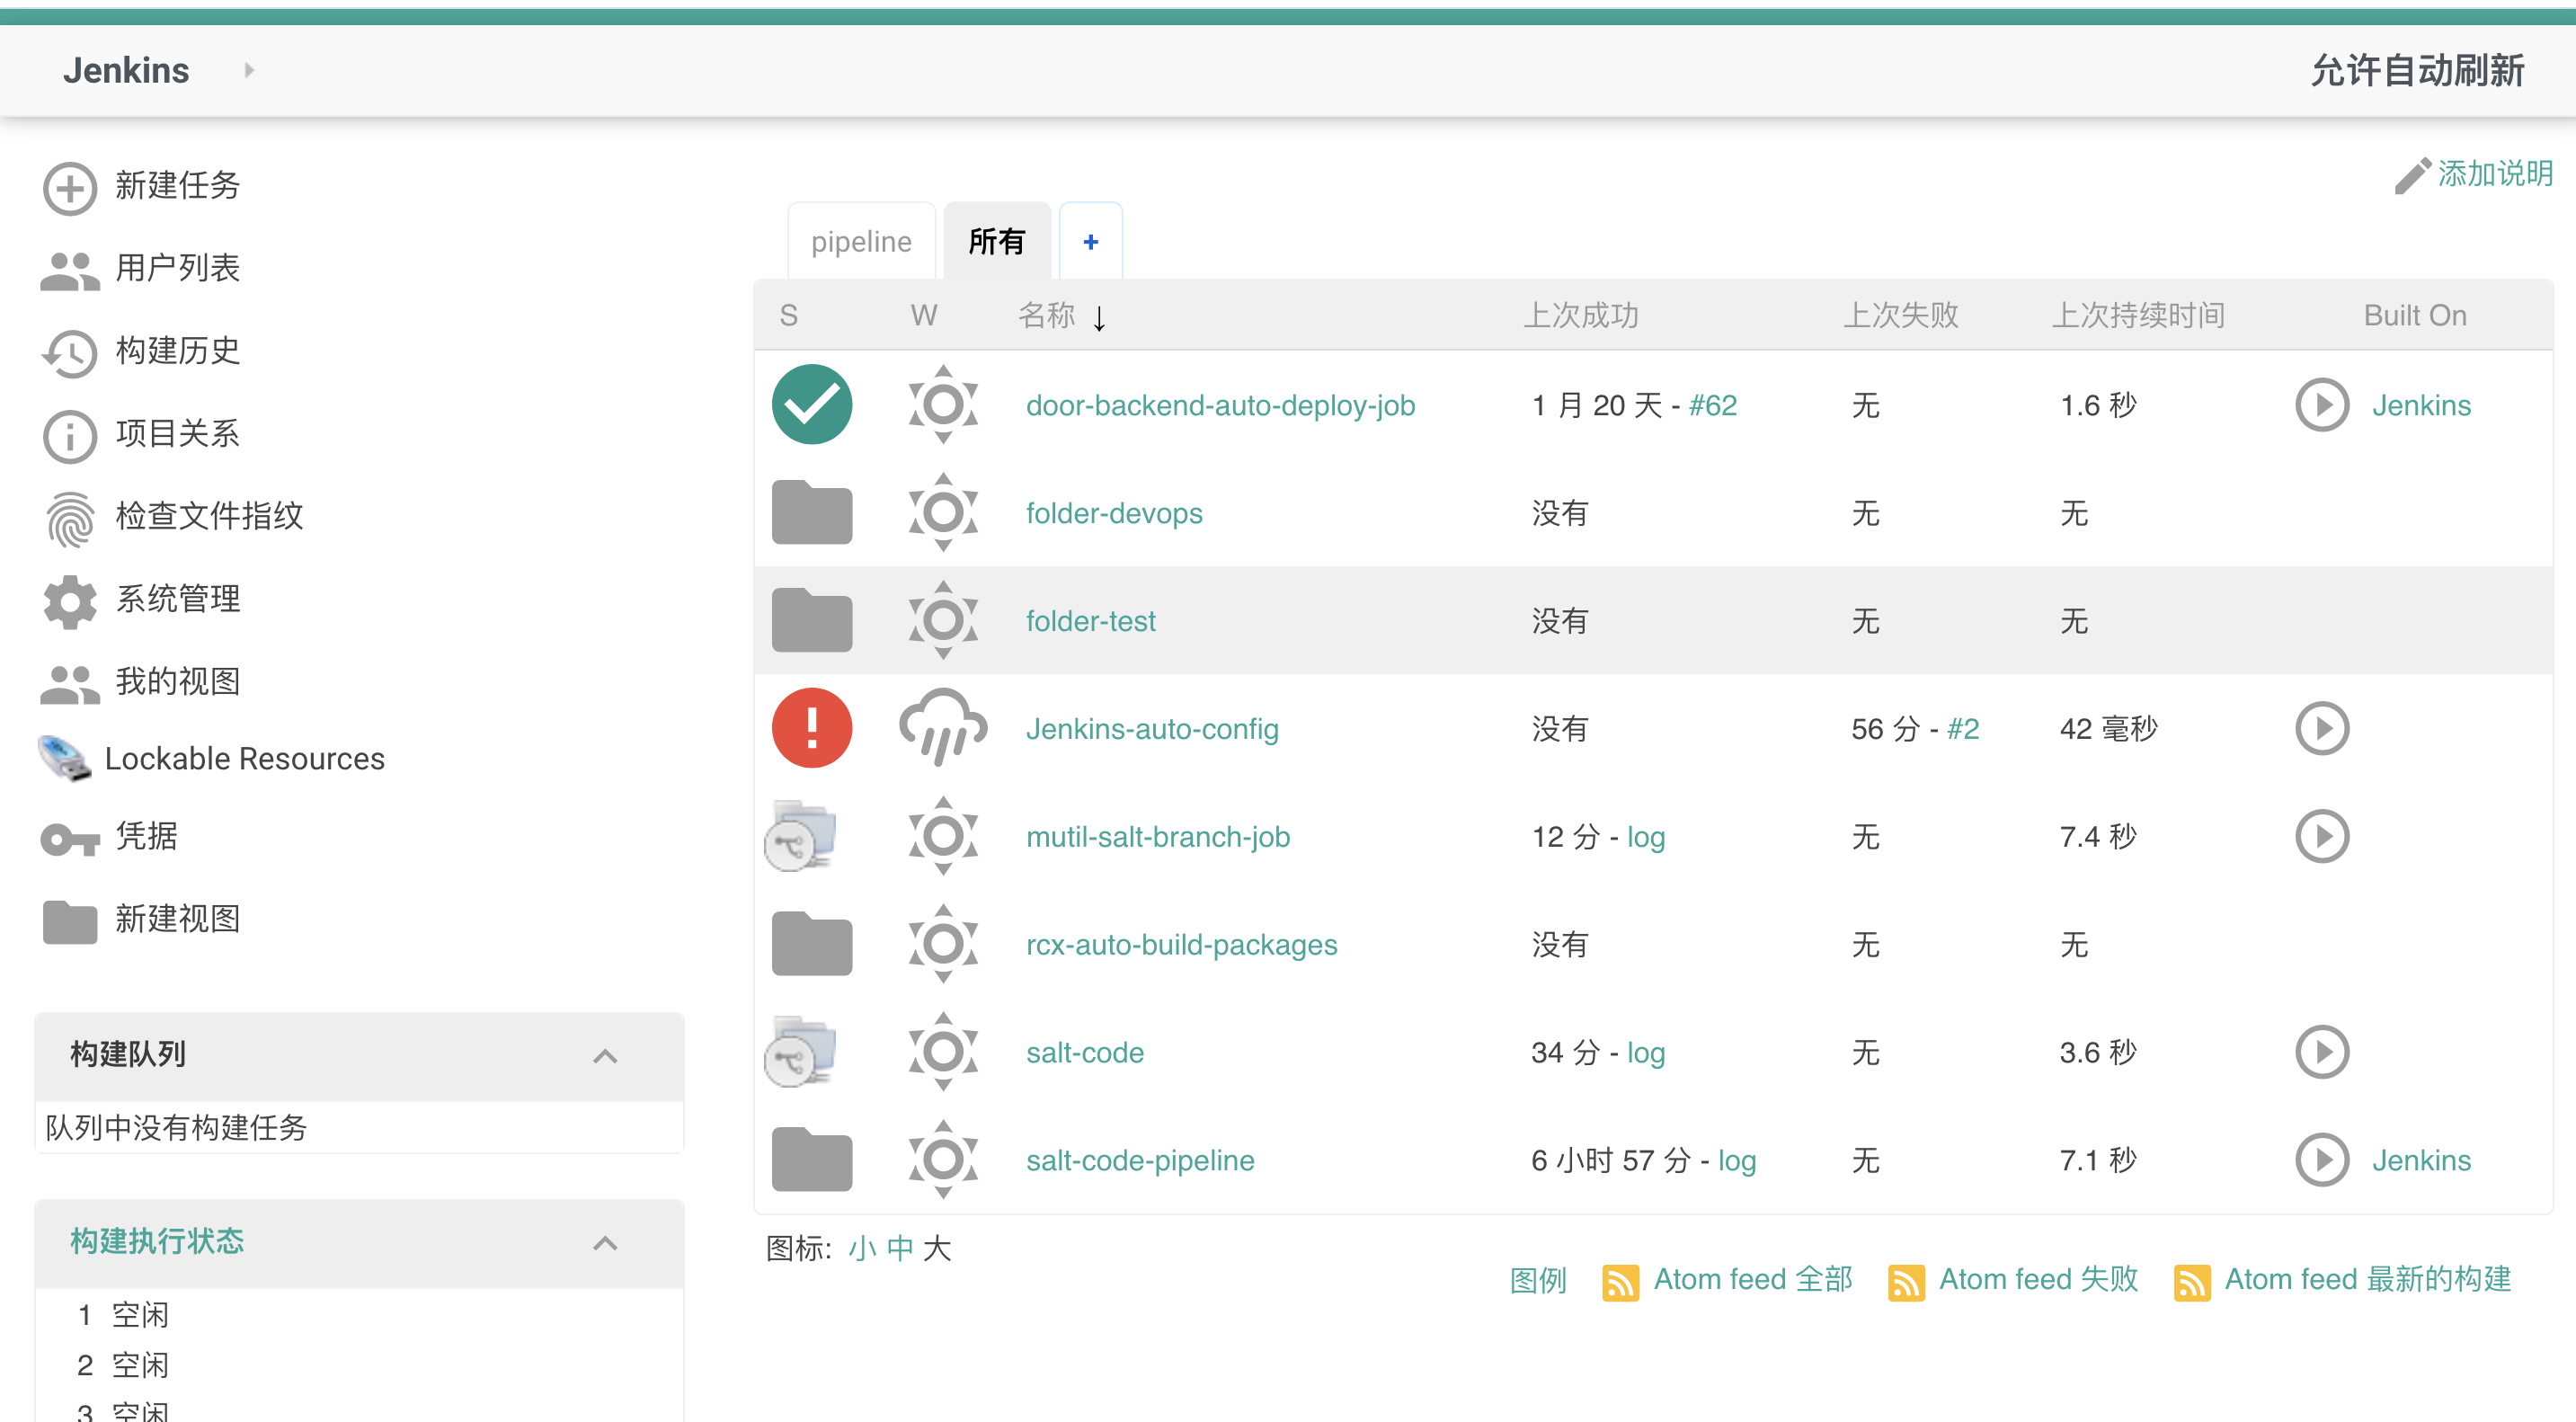 Jenkins
允许自动刷新
新建任务
用户列表
构建历史
项目关系
检查文件指纹
系统管理
我的视图
Lockable Resources
凭据
新建视图
构建队列
队列中没有构建任务
构建执行状态
1 空闲
2 空闲
3 空闲
添加说明
pipeline 所有 +
S W 名称 ↓ 上次成功 上次失败 上次持续时间 Built On
door-backend-auto-deploy-job 1 月 20 天 - #62 无 1.6 秒 Jenkins
folder-devops 没有 无 无
folder-test 没有 无 无
Jenkins-auto-config 没有 56 分 - #2 42 毫秒
mutil-salt-branch-job 12 分 - log 无 7.4 秒
rcx-auto-build-packages 没有 无 无
salt-code 34 分 - log 无 3.6 秒
salt-code-pipeline 6 小时 57 分 - log 无 7.1 秒 Jenkins
图标: 小 中 大
图例 Atom feed 全部 Atom feed 失败 Atom feed 最新的构建